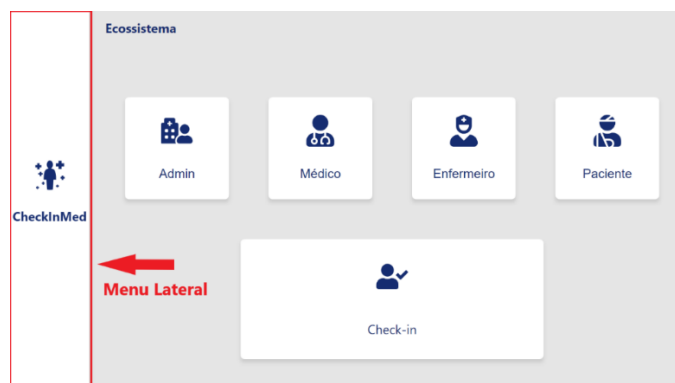 Ecossistema
Admin
Médico
Enfermeiro
Paciente
CheckInMed
Menu Lateral
Check-in